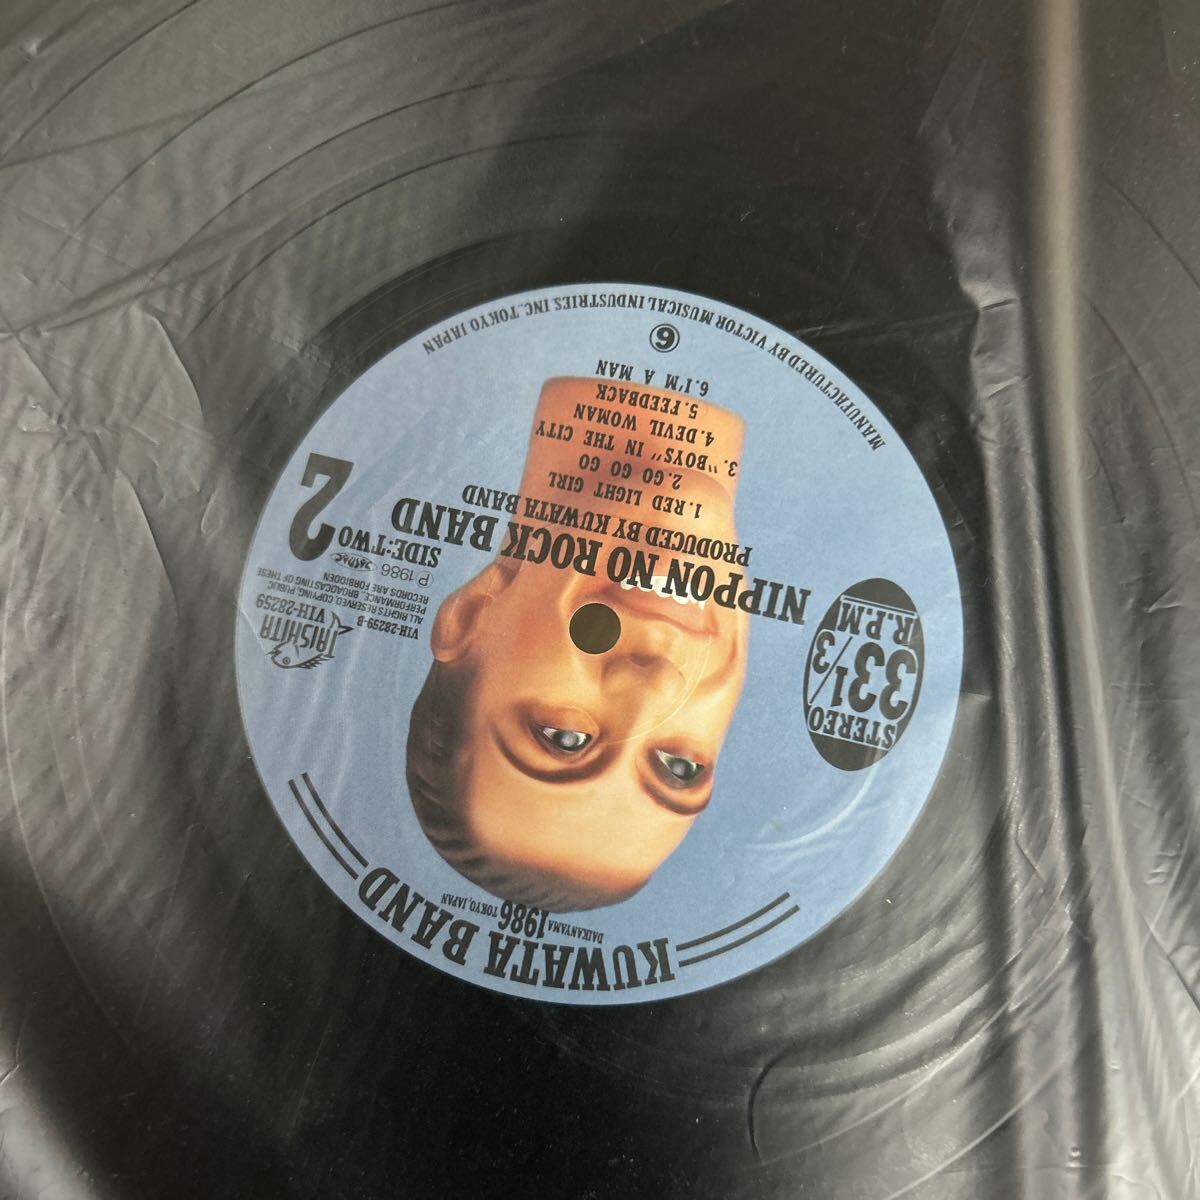 KUWATA BAND
DAIKANYAMA 1986 TOKYO, JAPAN
STEREO
33 1/3
R.P.M
TAISHITA
VIH-28259
VIH-28259-B
ALL RIGHTS RESERVED. COPYING, PUBLIC
PERFORMANCE, BROADCASTING OF THESE
RECORDS ARE FORBIDDEN
Ⓟ 1986 JASRAC
SIDE:TWO
2
NIPPON NO ROCK BAND
PRODUCED BY KUWATA BAND
1. RED LIGHT GIRL
2. GO GO GO
3. "BOYS" IN THE CITY
4. DEVIL WOMAN
5. FEEDBACK
6. I'M A MAN
⑥
MANUFACTURED BY VICTOR MUSICAL INDUSTRIES, INC. TOKYO JAPAN